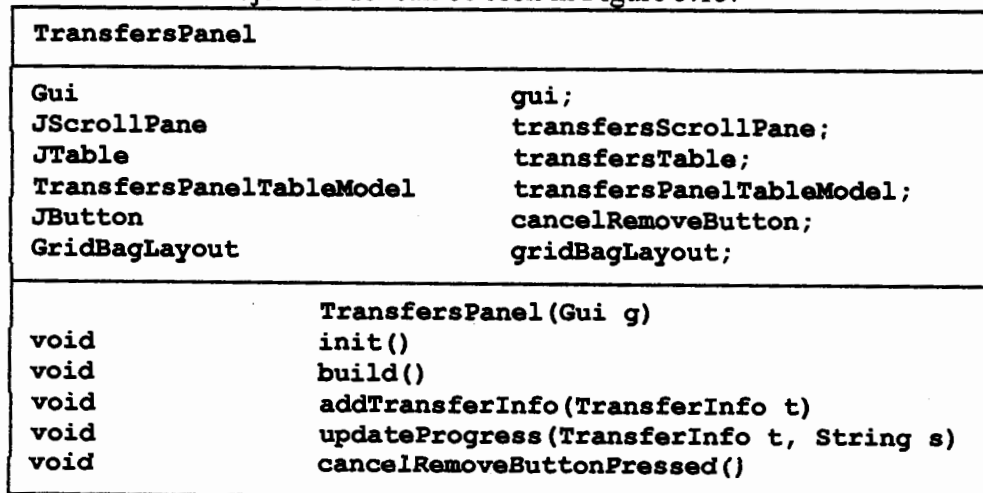 TransfersPanel
Gui gui;
JScrollPane transfersScrollPane;
JTable transfersTable;
TransfersPanelTableModel transfersPanelTableModel;
JButton cancelRemoveButton;
GridBagLayout gridBagLayout;
TransfersPanel(Gui g)
void init()
void build()
void addTransferInfo(TransferInfo t)
void updateProgress(TransferInfo t, String s)
void cancelRemoveButtonPressed()